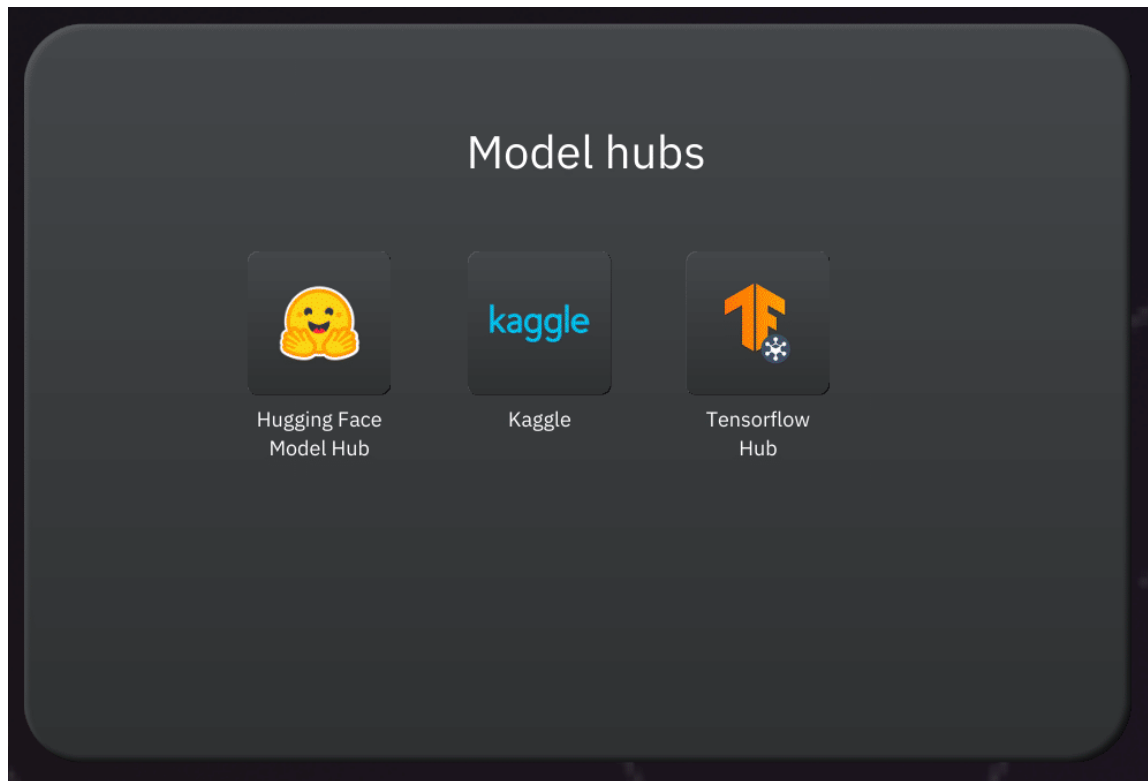 Model hubs
kaggle
Hugging Face
Model Hub
Kaggle
Tensorflow
Hub